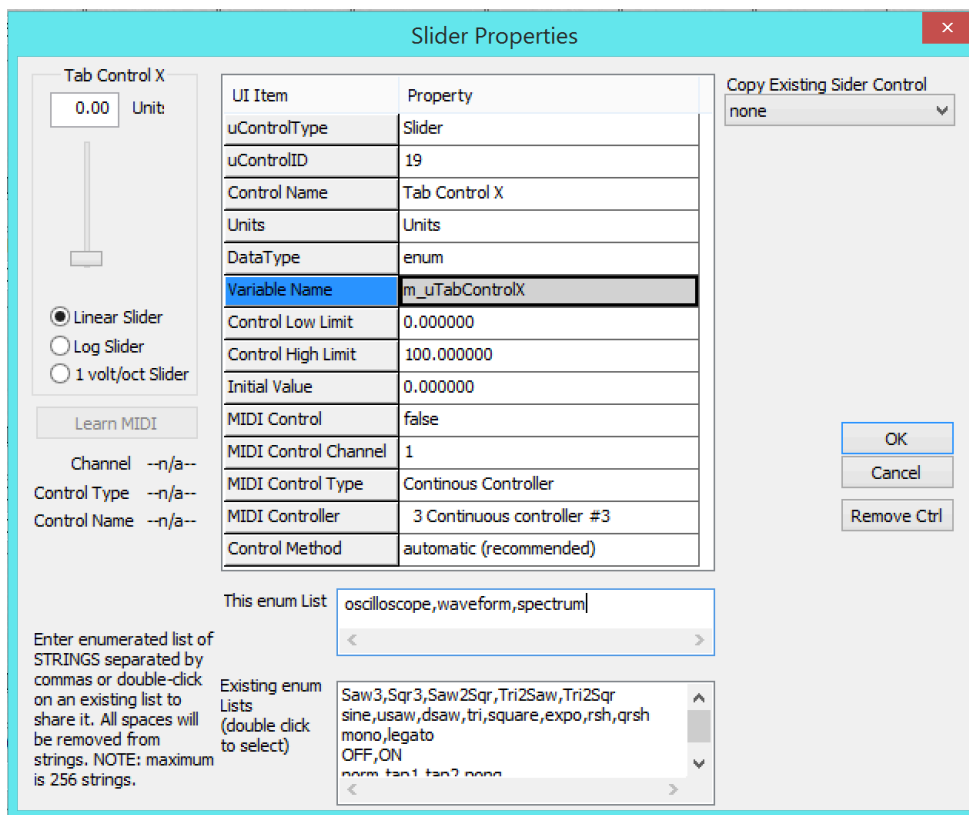 Slider Properties
Tab Control X
0.00 Unit:
Linear Slider
Log Slider
1 volt/oct Slider
Learn MIDI
Channel --n/a--
Control Type --n/a--
Control Name --n/a--
UI Item Property
uControlType Slider
uControlID 19
Control Name Tab Control X
Units Units
DataType enum
Variable Name m_uTabControlX
Control Low Limit 0.000000
Control High Limit 100.000000
Initial Value 0.000000
MIDI Control false
MIDI Control Channel 1
MIDI Control Type Continous Controller
MIDI Controller 3 Continuous controller #3
Control Method automatic (recommended)
Copy Existing Sider Control
none
OK
Cancel
Remove Ctrl
This enum List oscilloscope,waveform,spectrum
Enter enumerated list of
STRINGS separated by
commas or double-click
on an existing list to
share it. All spaces will
be removed from
strings. NOTE: maximum
is 256 strings.
Existing enum
Lists
(double click
to select)
Saw3,Sqr3,Saw2Sqr,Tri2Saw,Tri2Sqr
sine,usaw,dsaw,tri,square,expo,rsh,qrsh
mono,legato
OFF,ON
norm,tap1,tap2,pong